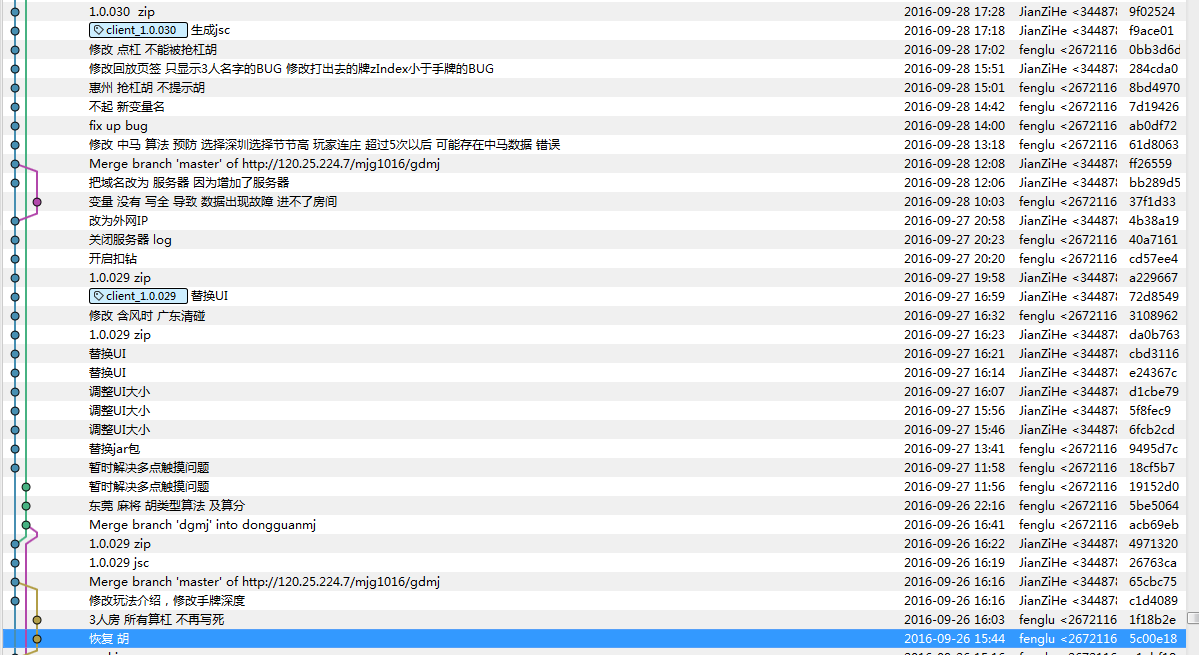 1.0.030 zip 2016-09-28 17:28 JianZiHe <34487 9f02524
client_1.0.030 生成jsc 2016-09-28 17:18 JianZiHe <34487 f9ace01
修改 点杠 不能被抢杠胡 2016-09-28 17:02 fenglu <2672116 0bb3d6d
修改回放页签 只显示3人名字的BUG 修改打出去的牌zIndex小于手牌的BUG 2016-09-28 15:51 JianZiHe <34487 284cda0
惠州 抢杠胡 不提示胡 2016-09-28 15:01 fenglu <2672116 8bd4970
不起 新变量名 2016-09-28 14:42 fenglu <2672116 7d19426
fix up bug 2016-09-28 14:00 fenglu <2672116 ab0df72
修改 中马 算法 预防 选择深圳选择节节高 玩家连庄 超过5次以后 可能存在中马数据 错误 2016-09-28 13:18 fenglu <2672116 61d8063
Merge branch 'master' of http://120.25.224.7/mjg1016/gdmj 2016-09-28 12:08 fenglu <2672116 ff26559
把域名改为 服务器 因为增加了服务器 2016-09-28 12:06 fenglu <2672116 bb289d5
变量 没有 写全 导致 数据出现故障 进不了房间 2016-09-28 10:03 fenglu <2672116 37f1d33
改为外网IP 2016-09-27 20:58 JianZiHe <34487 4b38a19
关闭服务器 log 2016-09-27 20:23 fenglu <2672116 40a7161
开启扣钻 2016-09-27 20:20 fenglu <2672116 cd57ee4
1.0.029 zip 2016-09-27 19:58 JianZiHe <34487 a229667
client_1.0.029 替换UI 2016-09-27 16:59 JianZiHe <34487 72d8549
修改 含风时 广东清碰 2016-09-27 16:32 fenglu <2672116 3108962
1.0.029 zip 2016-09-27 16:23 JianZiHe <34487 da0b763
替换UI 2016-09-27 16:21 JianZiHe <34487 cbd3116
替换UI 2016-09-27 16:14 JianZiHe <34487 e24367c
调整UI大小 2016-09-27 16:07 JianZiHe <34487 d1cbe79
调整UI大小 2016-09-27 15:56 JianZiHe <34487 5f8fec9
调整UI大小 2016-09-27 15:46 JianZiHe <34487 6fcb2cd
替换jar包 2016-09-27 13:41 fenglu <2672116 9495d7c
暂时解决多点触摸问题 2016-09-27 11:58 fenglu <2672116 18cf5b7
暂时解决多点触摸问题 2016-09-27 11:56 fenglu <2672116 19152d0
东莞 麻将 胡类型算法 及算分 2016-09-26 22:16 fenglu <2672116 5be5064
Merge branch 'dgmj' into dongguanmj 2016-09-26 16:41 fenglu <2672116 acb69eb
1.0.029 zip 2016-09-26 16:22 JianZiHe <34487 4971320
1.0.029 jsc 2016-09-26 16:19 JianZiHe <34487 26763ca
Merge branch 'master' of http://120.25.224.7/mjg1016/gdmj 2016-09-26 16:16 JianZiHe <34487 65cbc75
修改玩法介绍，修改手牌深度 2016-09-26 16:16 JianZiHe <34487 c1d4089
3人房 所有算杠 不再写死 2016-09-26 16:03 fenglu <2672116 1f18b2e
恢复 胡 2016-09-26 15:44 fenglu <2672116 5c00e18